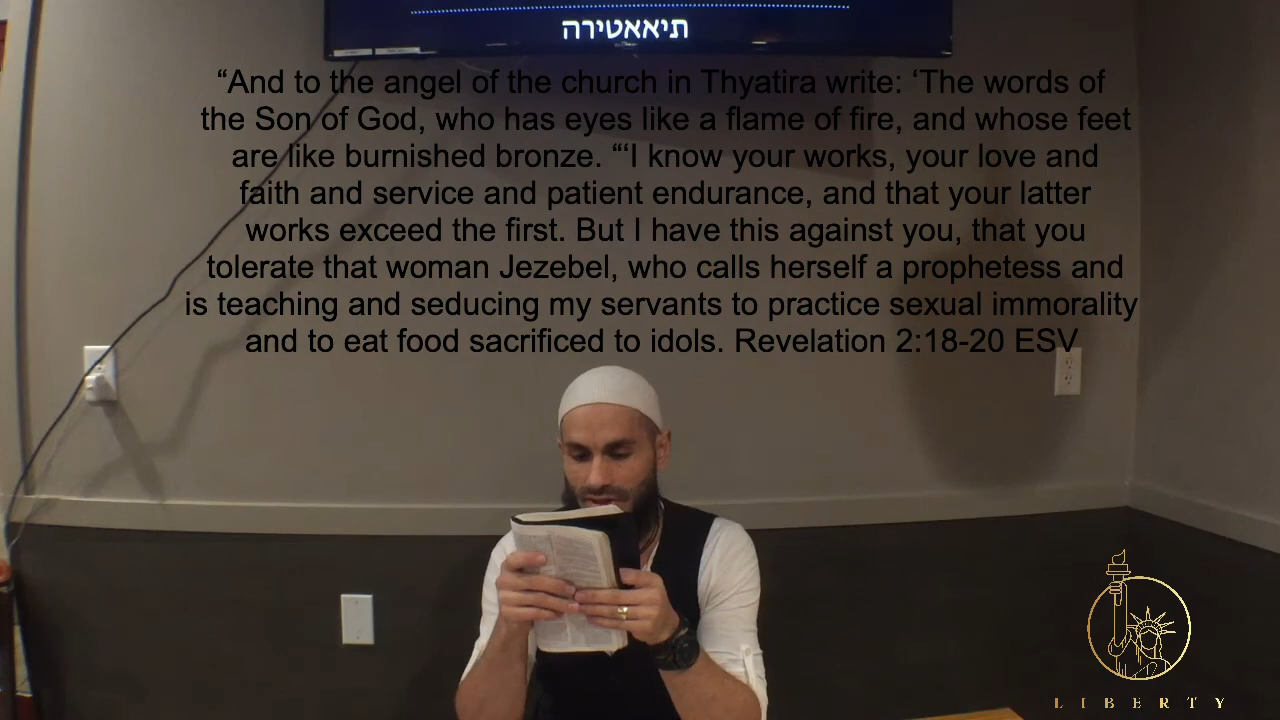 תיאאטירה
“And to the angel of the church in Thyatira write: ‘The words of
the Son of God, who has eyes like a flame of fire, and whose feet
are like burnished bronze. “‘I know your works, your love and
faith and service and patient endurance, and that your latter
works exceed the first. But I have this against you, that you
tolerate that woman Jezebel, who calls herself a prophetess and
is teaching and seducing my servants to practice sexual immorality
and to eat food sacrificed to idols. Revelation 2:18-20 ESV
LIBERTY